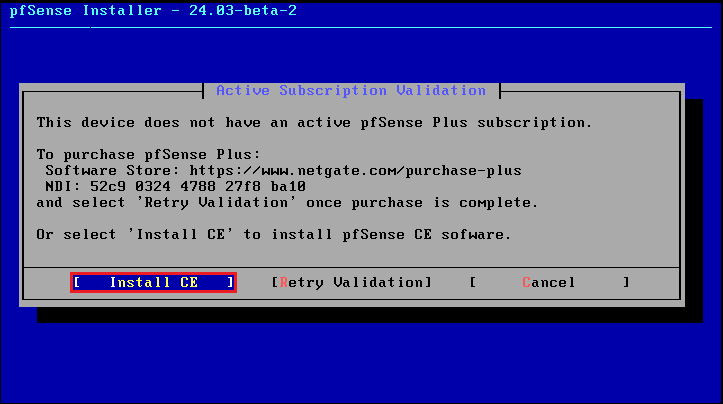 pfSense Installer - 24.03-beta-2
Active Subscription Validation
This device does not have an active pfSense Plus subscription.
To purchase pfSense Plus:
Software Store: https://www.netgate.com/purchase-plus
NDI: 52c9 0324 4788 27f8 ba10
and select 'Retry Validation' once purchase is complete.
Or select 'Install CE' to install pfSense CE sofware.
[ Install CE ] [Retry Validation] [ Cancel ]